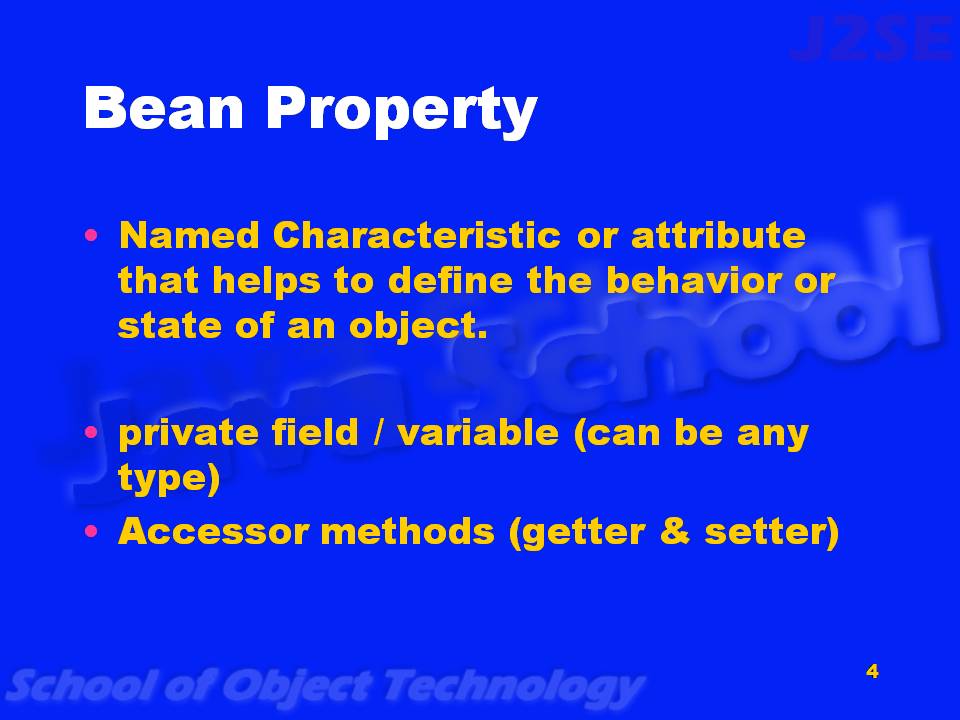 J2SE
Bean Property
• Named Characteristic or attribute
that helps to define the behavior or
state of an object.
Java School
• private field / variable (can be any
type)
• Accessor methods (getter & setter)
4
School of Object Technology